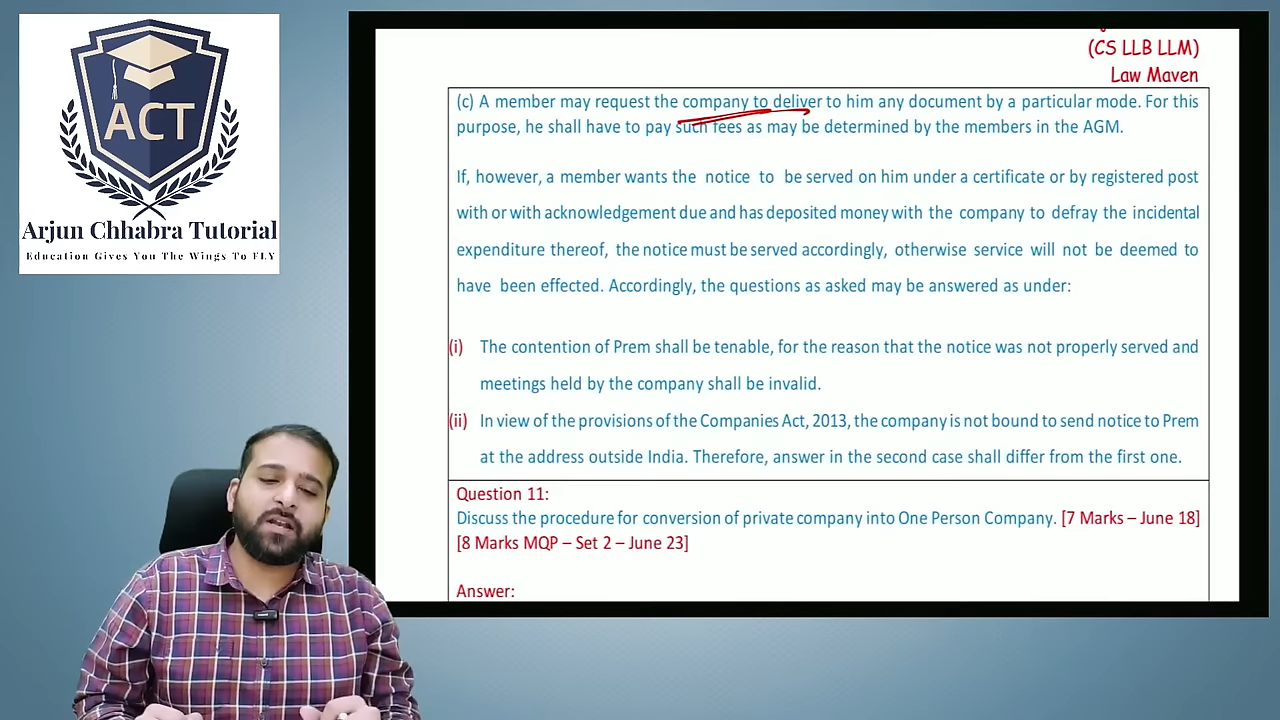 ACT
Arjun Chhabra Tutorial
Education Gives You The Wings To FLY
(CS LLB LLM)
Law Maven
(c) A member may request the company to deliver to him any document by a particular mode. For this
purpose, he shall have to pay such fees as may be determined by the members in the AGM.
If, however, a member wants the notice to be served on him under a certificate or by registered post
with or with acknowledgement due and has deposited money with the company to defray the incidental
expenditure thereof, the notice must be served accordingly, otherwise service will not be deemed to
have been effected. Accordingly, the questions as asked may be answered as under:
(i) The contention of Prem shall be tenable, for the reason that the notice was not properly served and
meetings held by the company shall be invalid.
(ii) In view of the provisions of the Companies Act, 2013, the company is not bound to send notice to Prem
at the address outside India. Therefore, answer in the second case shall differ from the first one.
Question 11:
Discuss the procedure for conversion of private company into One Person Company. [7 Marks – June 18]
[8 Marks MQP – Set 2 – June 23]
Answer: